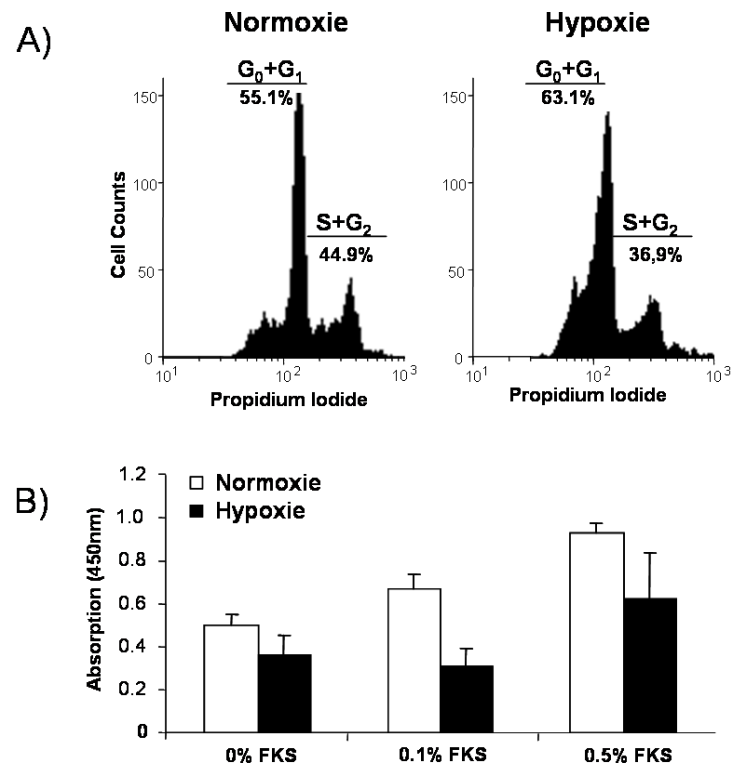 A)
Normoxie
G₀+G₁
55.1%
S+G₂
44.9%
150
100
50
0
Cell Counts
10¹ 10² 10³
Propidium Iodide
Hypoxie
G₀+G₁
63.1%
S+G₂
36,9%
150
100
50
0
10¹ 10² 10³
Propidium Iodide
B)
Normoxie
Hypoxie
1.2
1.0
0.8
0.6
0.4
0.2
0
Absorption (450nm)
0% FKS 0.1% FKS 0.5% FKS